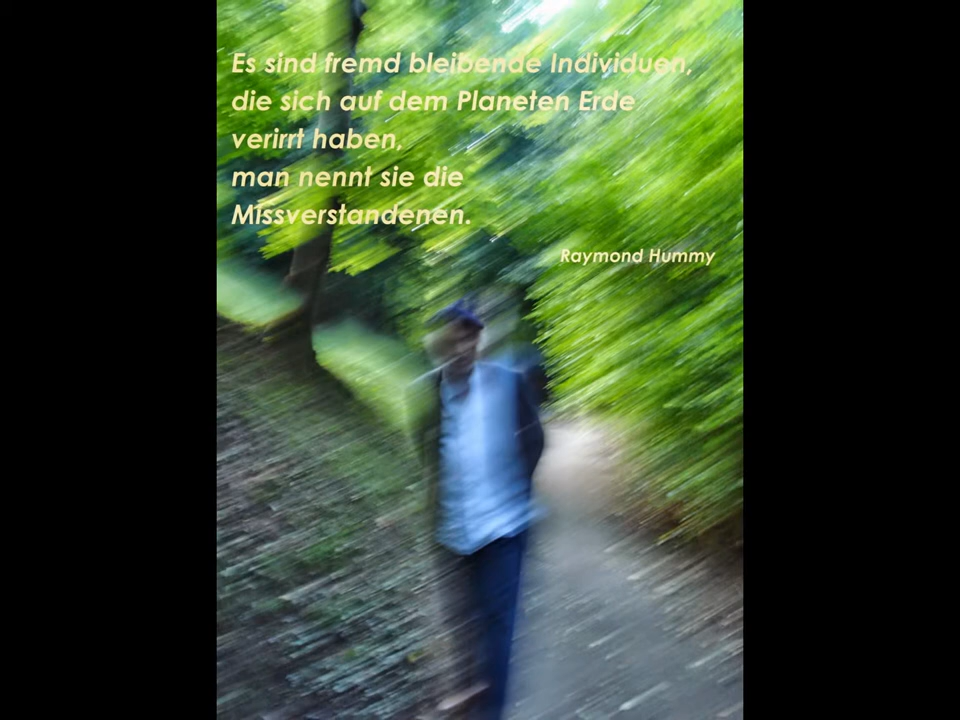 Es sind fremd bleibende Individuen,
die sich auf dem Planeten Erde
verirrt haben,
man nennt sie die
Missverstandenen.
Raymond Hummy